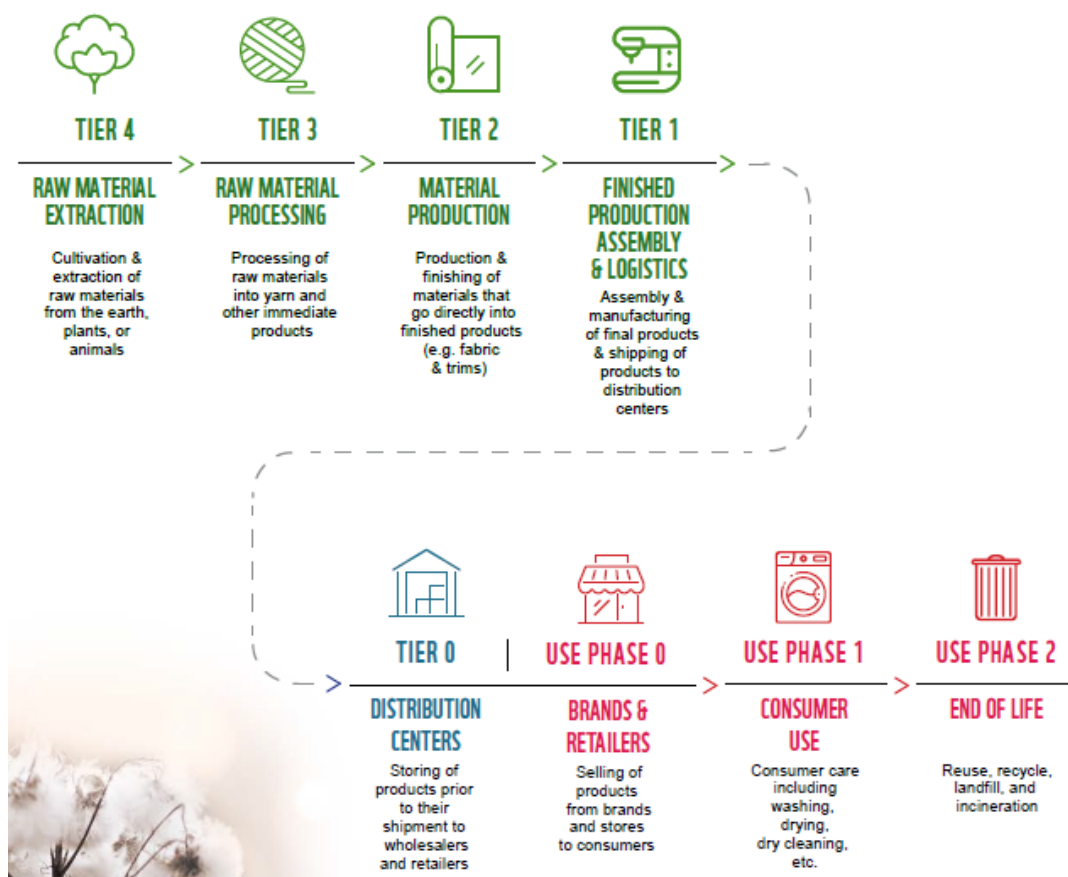 TIER 4
RAW MATERIAL
EXTRACTION
Cultivation &
extraction of
raw materials
from the earth,
plants, or
animals
TIER 3
RAW MATERIAL
PROCESSING
Processing of
raw materials
into yarn and
other immediate
products
TIER 2
MATERIAL
PRODUCTION
Production &
finishing of
materials that
go directly into
finished products
(e.g. fabric
& trims)
TIER 1
FINISHED
PRODUCTION
ASSEMBLY
& LOGISTICS
Assembly &
manufacturing
of final products
& shipping of
products to
distribution
centers
TIER 0
DISTRIBUTION
CENTERS
Storing of
products prior
to their
shipment to
wholesalers
and retailers
USE PHASE 0
BRANDS &
RETAILERS
Selling of
products
from brands
and stores
to consumers
USE PHASE 1
CONSUMER
USE
Consumer care
including
washing,
drying,
dry cleaning,
etc.
USE PHASE 2
END OF LIFE
Reuse, recycle,
landfill, and
incineration